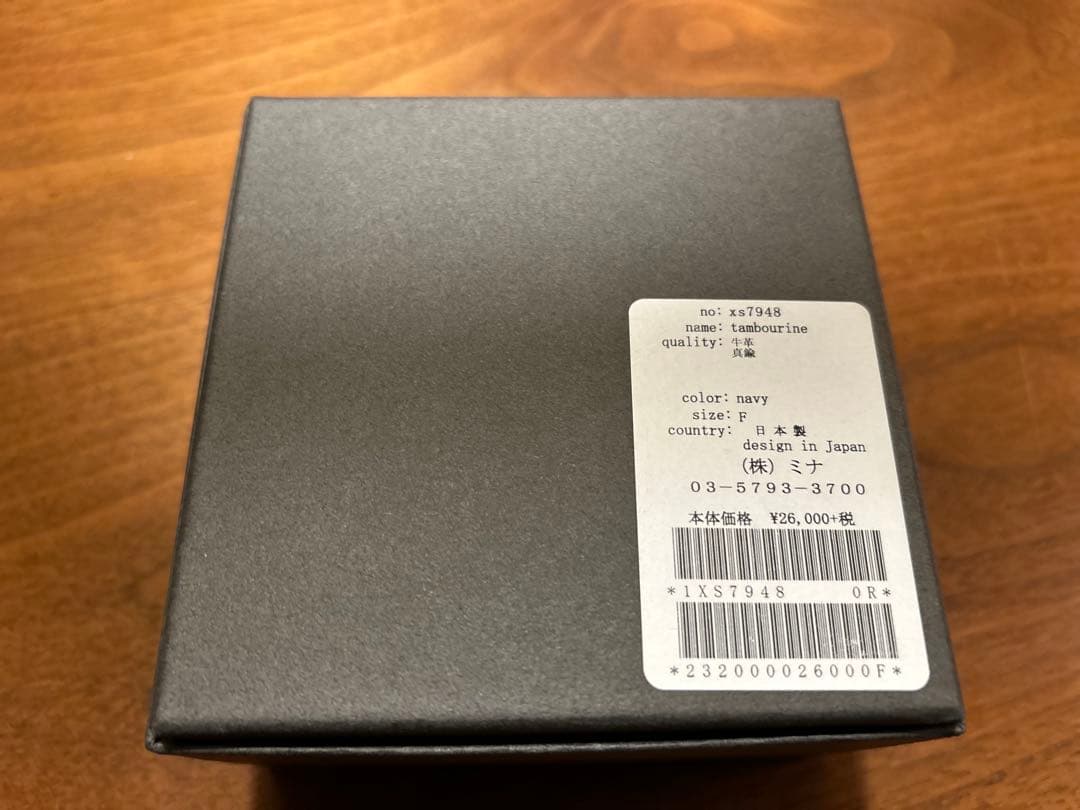 no: xs7948
name: tambourine
quality: 牛革
真鍮
color: navy
size: F
country: 日本製
design in Japan
(株) ミナ
03-5793-3700
本体価格 ¥26,000+税
*1XS7948 0R*
*232000026000F*